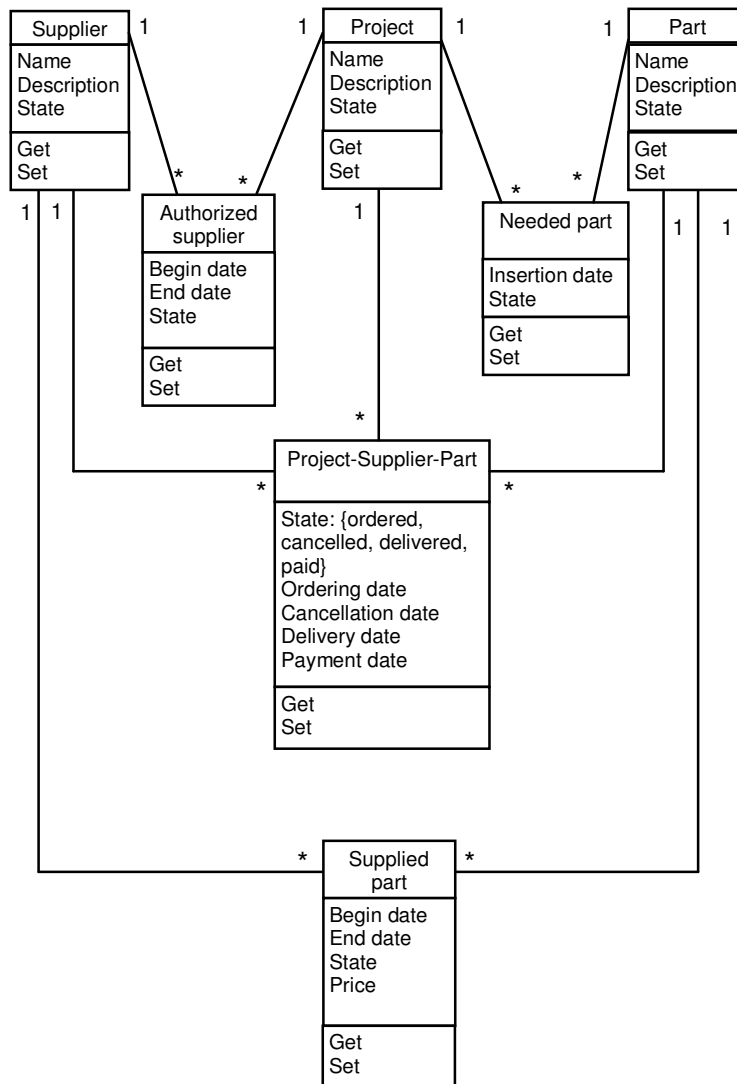 Supplier
Name
Description
State
Get
Set
1
1
Project
Name
Description
State
Get
Set
1
1
Part
Name
Description
State
Get
Set
*
*
*
*
1
1
1
1
1
Authorized
supplier
Begin date
End date
State
Get
Set
Needed part
Insertion date
State
Get
Set
*
*
*
Project-Supplier-Part
State: {ordered,
cancelled, delivered,
paid}
Ordering date
Cancellation date
Delivery date
Payment date
Get
Set
*
*
Supplied
part
Begin date
End date
State
Price
Get
Set